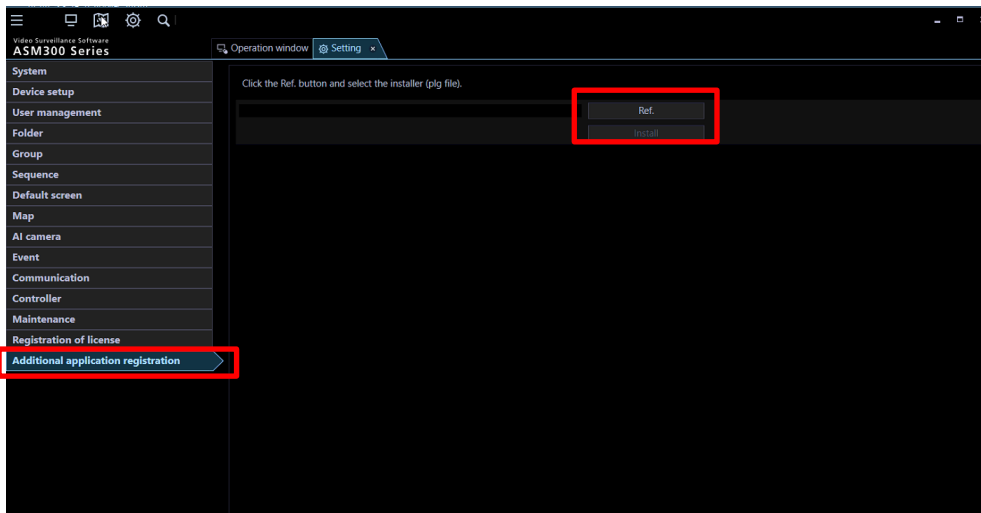 Video Surveillance Software
ASM300 Series
Operation window
Setting ×
System
Device setup
User management
Folder
Group
Sequence
Default screen
Map
AI camera
Event
Communication
Controller
Maintenance
Registration of license
Additional application registration
Click the Ref. button and select the installer (plg file).
Ref.
Install